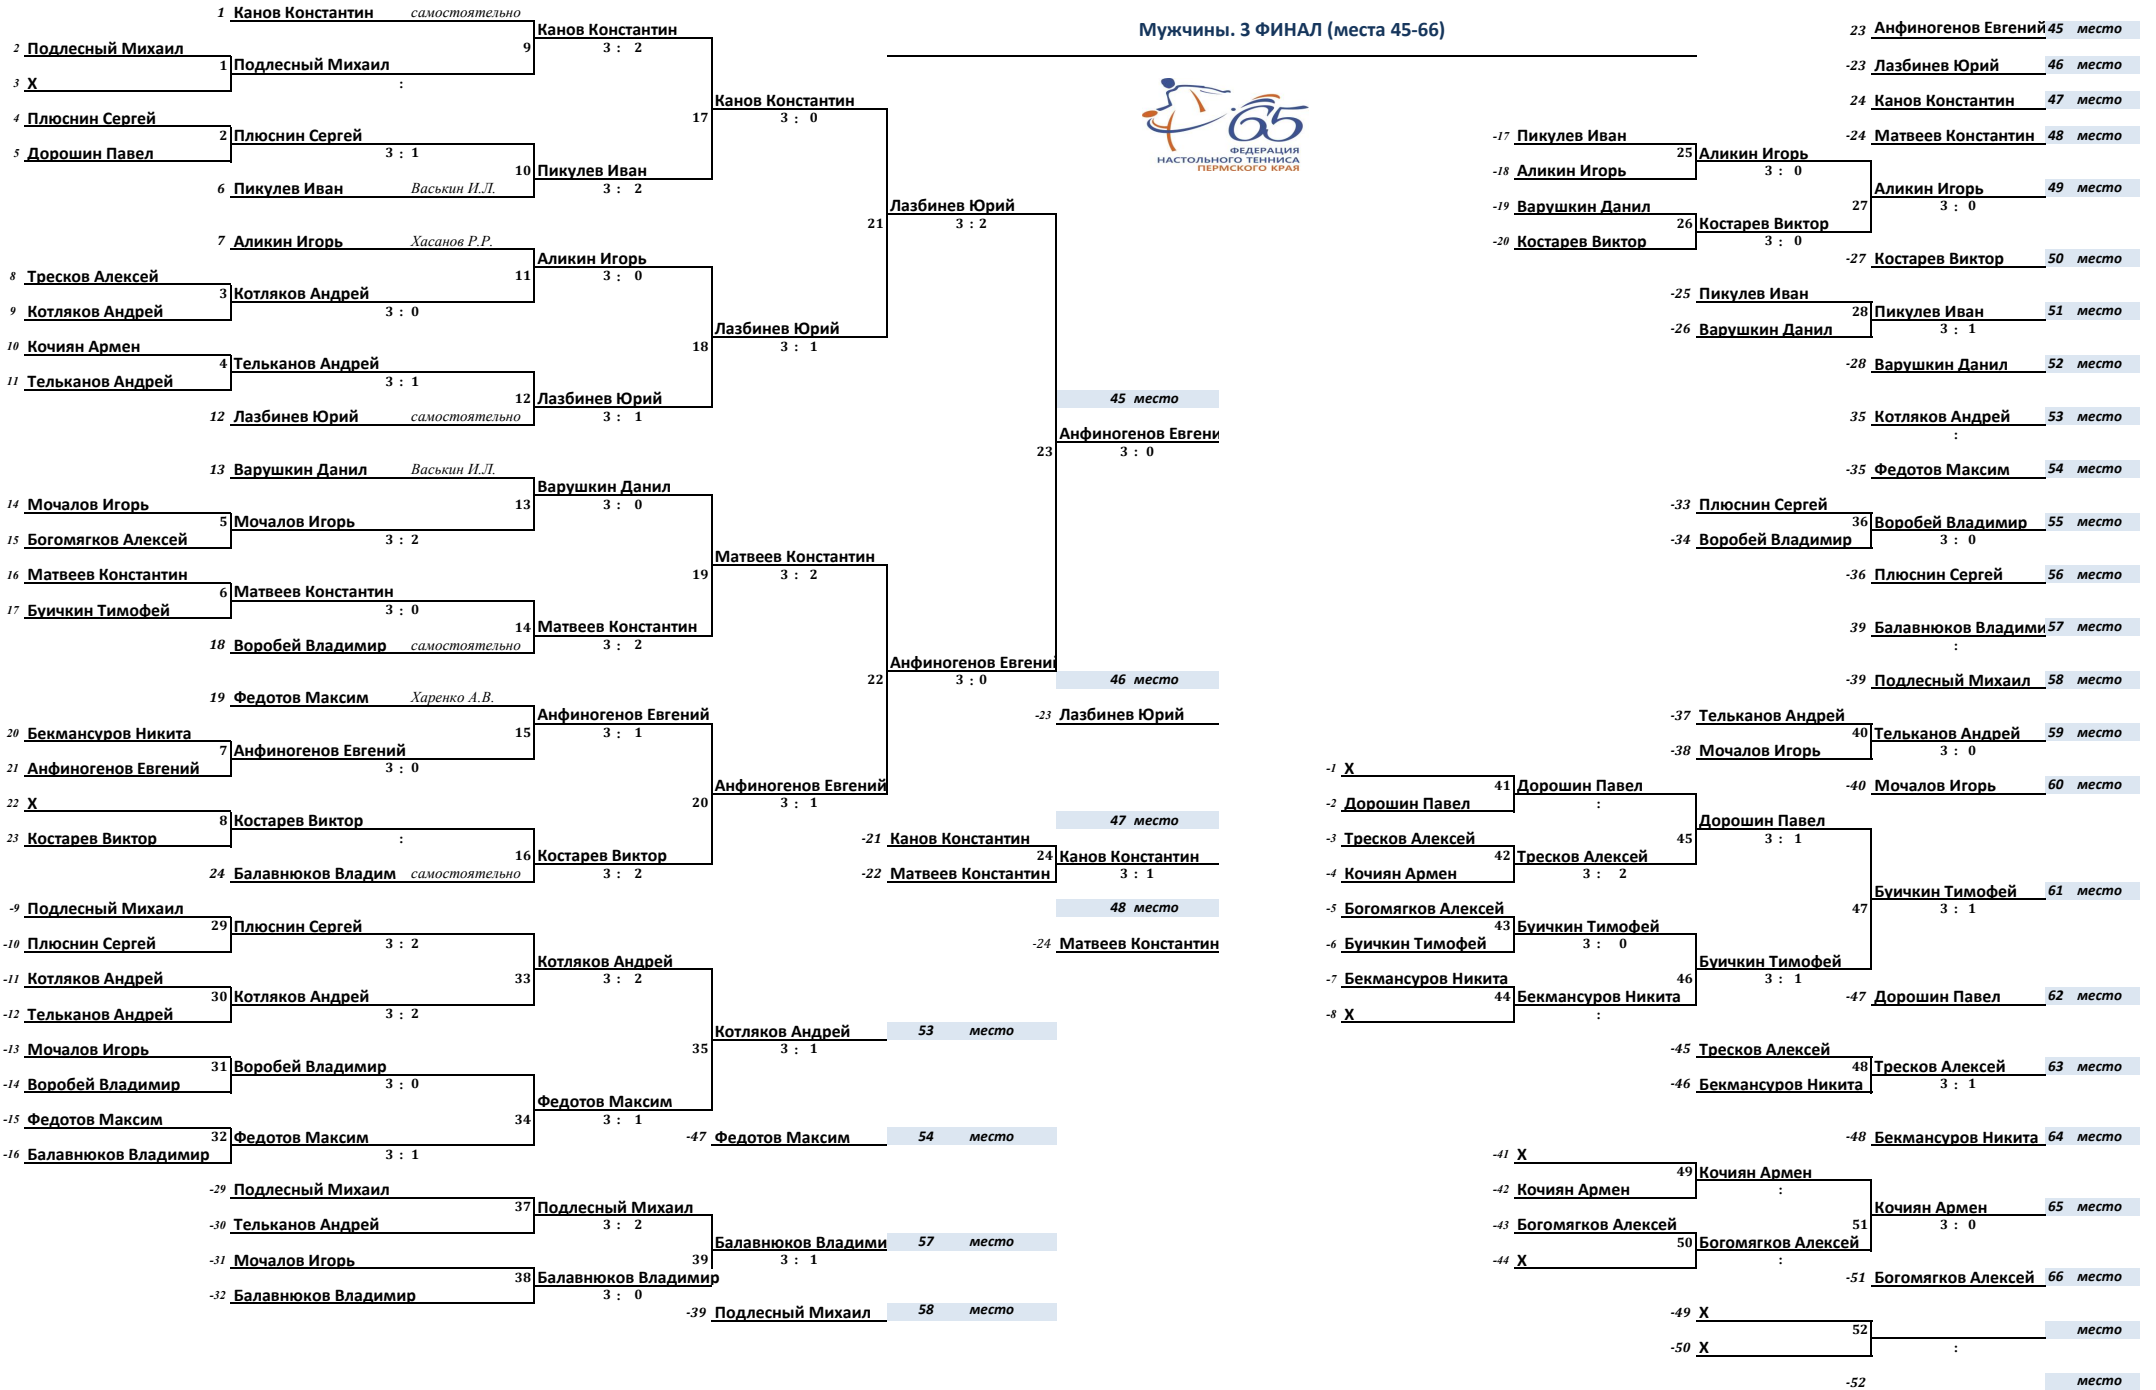 1 Канов Константин самостоятельно
Мужчины. 3 ФИНАЛ (места 45-66)
23 Анфиногенов Евгений 45 место
Канов Константин
2 Подлесный Михаил 9 3 : 2
1 Подлесный Михаил -23 Лазбинев Юрий 46 место
3 Х :
Канов Константин 24 Канов Константин 47 место
4 Плюснин Сергей 17 3 : 0
65
2 Плюснин Сергей -17 Пикулев Иван -24 Матвеев Константин 48 место
5 Дорошин Павел 3 : 1 25 Аликин Игорь
ФЕДЕРАЦИЯ
НАСТОЛЬНОГО ТЕННИСА
ПЕРМСКОГО КРАЯ
10 Пикулев Иван -18 Аликин Игорь 3 : 0
6 Пикулев Иван Васькин И.Л. 3 : 2 Аликин Игорь 49 место
Лазбинев Юрий -19 Варушкин Данил 27 3 : 0
21 3 : 2 26 Костарев Виктор
7 Аликин Игорь Хасанов Р.Р. -20 Костарев Виктор 3 : 0
Аликин Игорь -27 Костарев Виктор 50 место
8 Тресков Алексей 11 3 : 0
3 Котляков Андрей -25 Пикулев Иван
9 Котляков Андрей 3 : 0 28 Пикулев Иван 51 место
Лазбинев Юрий -26 Варушкин Данил 3 : 1
10 Кочиян Армен 18 3 : 1
4 Тельканов Андрей -28 Варушкин Данил 52 место
11 Тельканов Андрей 3 : 1
12 Лазбинев Юрий 45 место
12 Лазбинев Юрий самостоятельно 3 : 1 35 Котляков Андрей 53 место
Анфиногенов Евгени :
23 3 : 0
13 Варушкин Данил Васькин И.Л. -35 Федотов Максим 54 место
Варушкин Данил
14 Мочалов Игорь 13 3 : 0 -33 Плюснин Сергей
5 Мочалов Игорь 36 Воробей Владимир 55 место
15 Богомягков Алексей 3 : 2 -34 Воробей Владимир 3 : 0
Матвеев Константин
16 Матвеев Константин 19 3 : 2 -36 Плюснин Сергей 56 место
6 Матвеев Константин
17 Буичкин Тимофей 3 : 0
14 Матвеев Константин 39 Балавнюков Владими 57 место
18 Воробей Владимир самостоятельно 3 : 2 :
Анфиногенов Евгений
22 3 : 0 46 место -39 Подлесный Михаил 58 место
19 Федотов Максим Харенко А.В.
Анфиногенов Евгений -23 Лазбинев Юрий -37 Тельканов Андрей
20 Бекмансуров Никита 15 3 : 1 40 Тельканов Андрей 59 место
7 Анфиногенов Евгений -38 Мочалов Игорь 3 : 0
21 Анфиногенов Евгений 3 : 0 -1 Х
Анфиногенов Евгений 41 Дорошин Павел -40 Мочалов Игорь 60 место
22 Х 20 3 : 1 -2 Дорошин Павел :
8 Костарев Виктор 47 место Дорошин Павел
23 Костарев Виктор : -21 Канов Константин -3 Тресков Алексей 45 3 : 1
16 Костарев Виктор 24 Канов Константин 42 Тресков Алексей
24 Балавнюков Владим самостоятельно 3 : 2 -22 Матвеев Константин 3 : 1 -4 Кочиян Армен 3 : 2
Буичкин Тимофей 61 место
-9 Подлесный Михаил 48 место -5 Богомягков Алексей 47 3 : 1
29 Плюснин Сергей 43 Буичкин Тимофей
-10 Плюснин Сергей 3 : 2 -24 Матвеев Константин -6 Буичкин Тимофей 3 : 0
Котляков Андрей Буичкин Тимофей
-11 Котляков Андрей 33 3 : 2 -7 Бекмансуров Никита 46 3 : 1
30 Котляков Андрей 44 Бекмансуров Никита -47 Дорошин Павел 62 место
-12 Тельканов Андрей 3 : 2 -8 Х :
Котляков Андрей 53 место
-13 Мочалов Игорь 35 3 : 1 -45 Тресков Алексей
31 Воробей Владимир 48 Тресков Алексей 63 место
-14 Воробей Владимир 3 : 0 -46 Бекмансуров Никита 3 : 1
Федотов Максим
-15 Федотов Максим 34 3 : 1
32 Федотов Максим -47 Федотов Максим 54 место -48 Бекмансуров Никита 64 место
-16 Балавнюков Владимир 3 : 1 -41 Х
49 Кочиян Армен
-29 Подлесный Михаил -42 Кочиян Армен :
37 Подлесный Михаил Кочиян Армен 65 место
-30 Тельканов Андрей 3 : 2 -43 Богомягков Алексей 51 3 : 0
Балавнюков Владими 57 место 50 Богомягков Алексей
-31 Мочалов Игорь 39 3 : 1 -44 Х :
38 Балавнюков Владимир -51 Богомягков Алексей 66 место
-32 Балавнюков Владимир 3 : 0
-39 Подлесный Михаил 58 место -49 Х
52 место
-50 Х :
-52 место